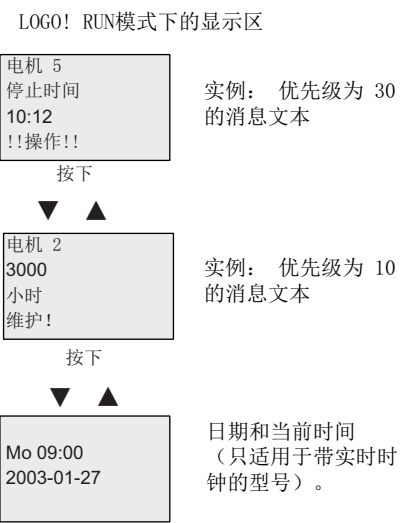 LOGO! RUN模式下的显示区
电机 5
停止时间
10:12
!!操作!!
实例: 优先级为 30
的消息文本
按下
▼ ▲
电机 2
3000
小时
维护!
实例: 优先级为 10
的消息文本
按下
▼ ▲
Mo 09:00
2003-01-27
日期和当前时间
（只适用于带实时时
钟的型号）。